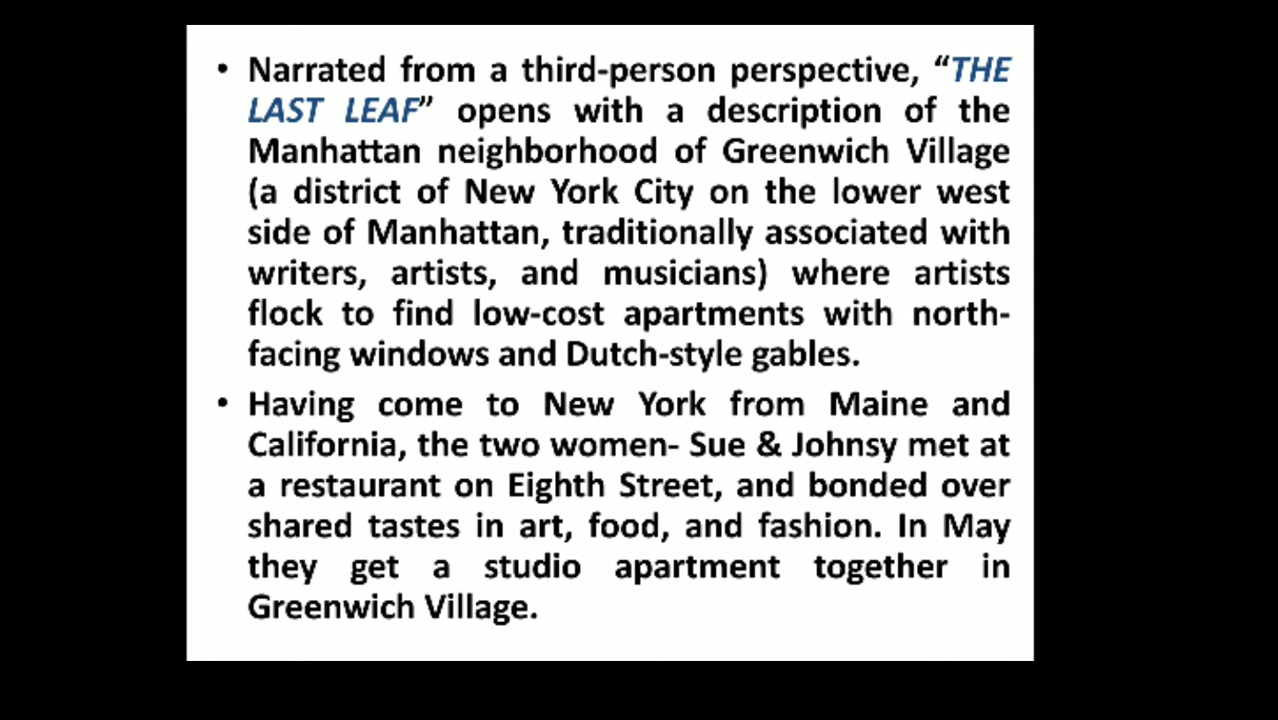 • Narrated from a third-person perspective, “THE
LAST LEAF” opens with a description of the
Manhattan neighborhood of Greenwich Village
(a district of New York City on the lower west
side of Manhattan, traditionally associated with
writers, artists, and musicians) where artists
flock to find low-cost apartments with north-
facing windows and Dutch-style gables.
• Having come to New York from Maine and
California, the two women- Sue & Johnsy met at
a restaurant on Eighth Street, and bonded over
shared tastes in art, food, and fashion. In May
they get a studio apartment together in
Greenwich Village.